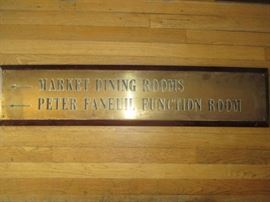 ← MARKET DINING ROOMS
← PETER FANEUIL FUNCTION ROOM